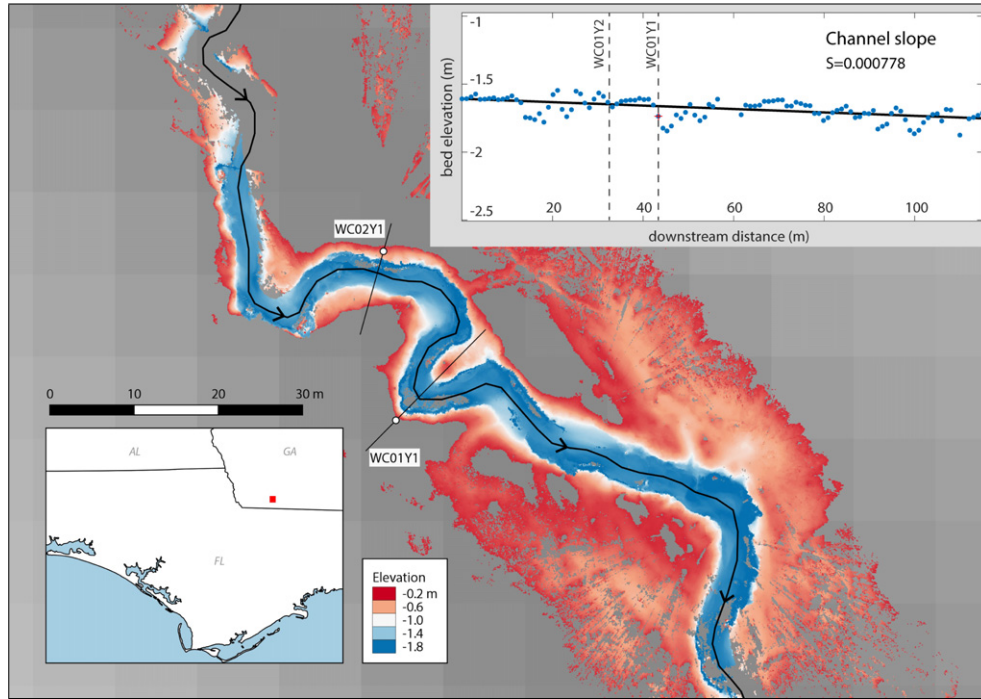 -1
-1.5
-2
-2.5
bed elevation (m)
WC01Y2
WC01Y1
Channel slope
S=0.000778
20
40
60
80
100
downstream distance (m)
WC02Y1
WC01Y1
0
10
20
30 m
AL
GA
FL
Elevation
-0.2 m
-0.6
-1.0
-1.4
-1.8